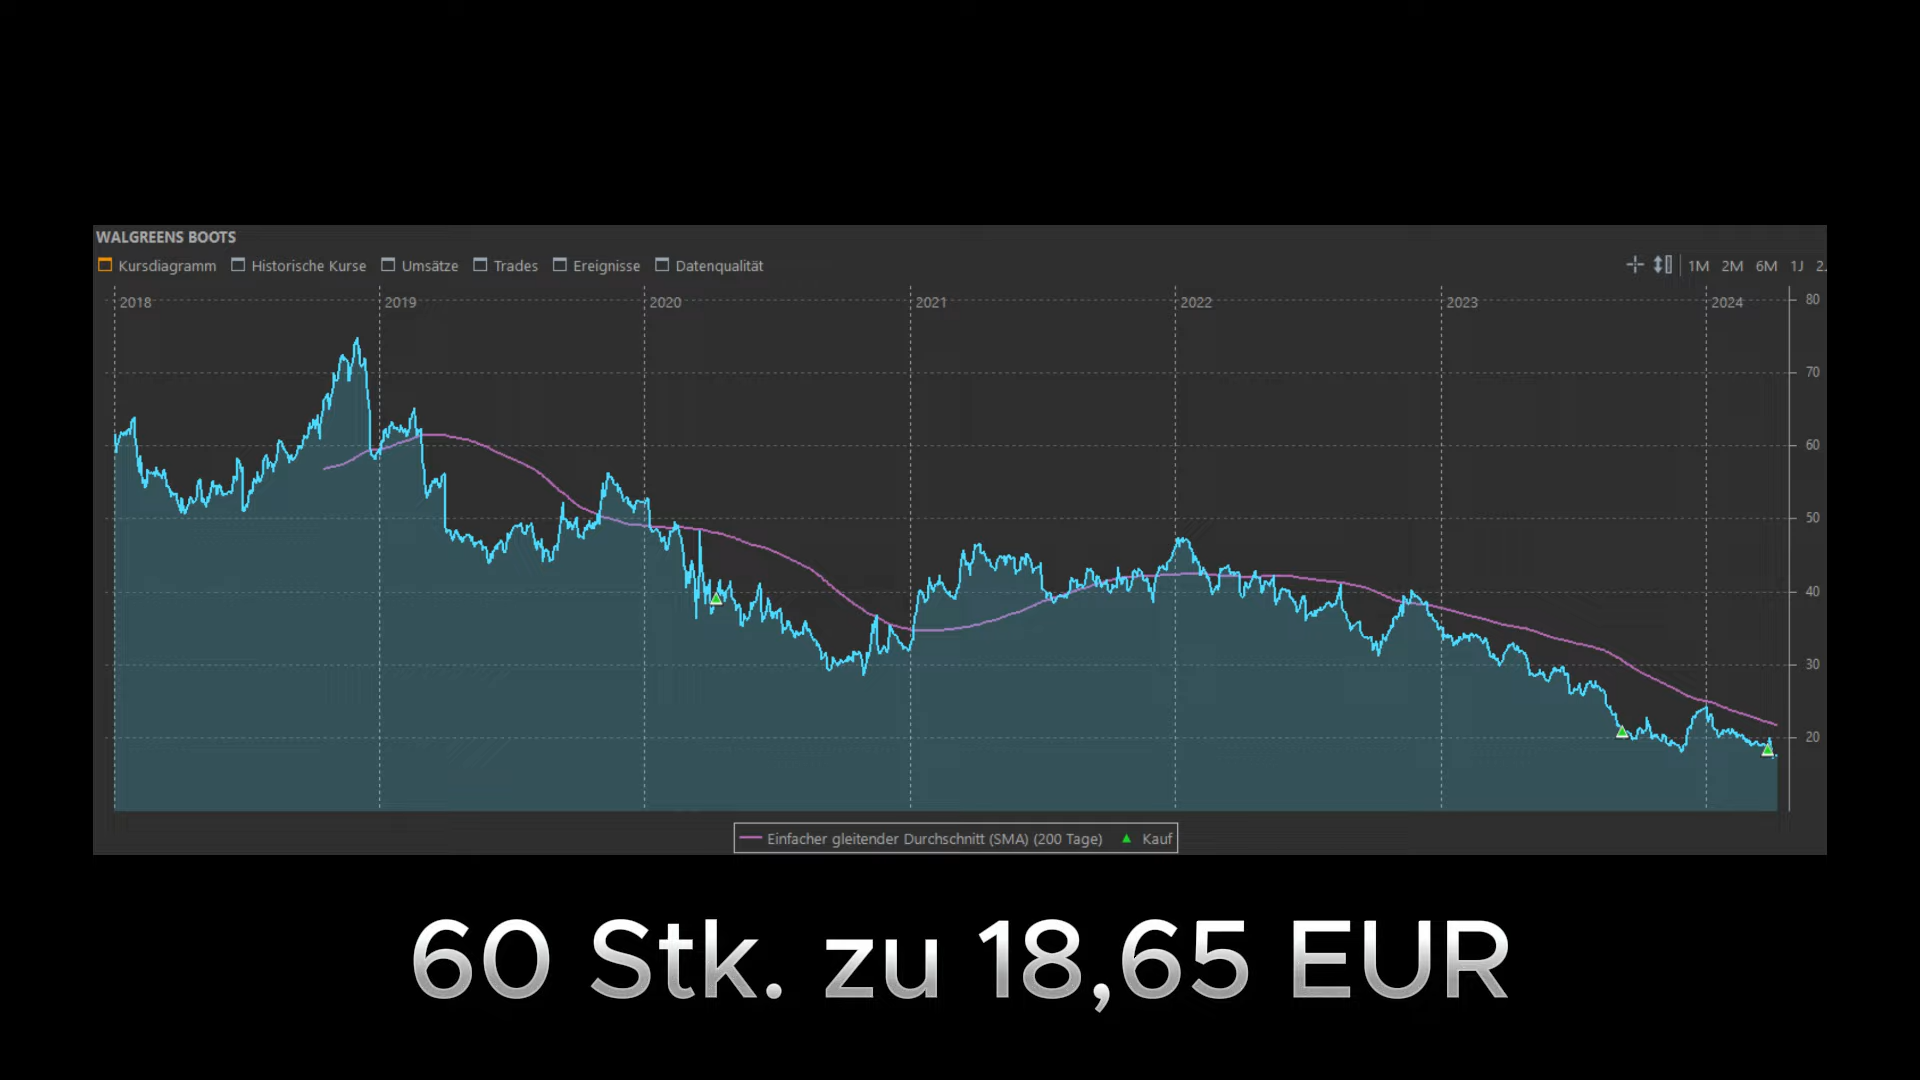 WALGREENS BOOTS
Kursdiagramm Historische Kurse Umsätze Trades Ereignisse Datenqualität 1M 2M 6M 1J 2.
2018 2019 2020 2021 2022 2023 2024 80
70
60
50
40
30
20
Einfacher gleitender Durchschnitt (SMA) (200 Tage) Kauf
60 Stk. zu 18,65 EUR